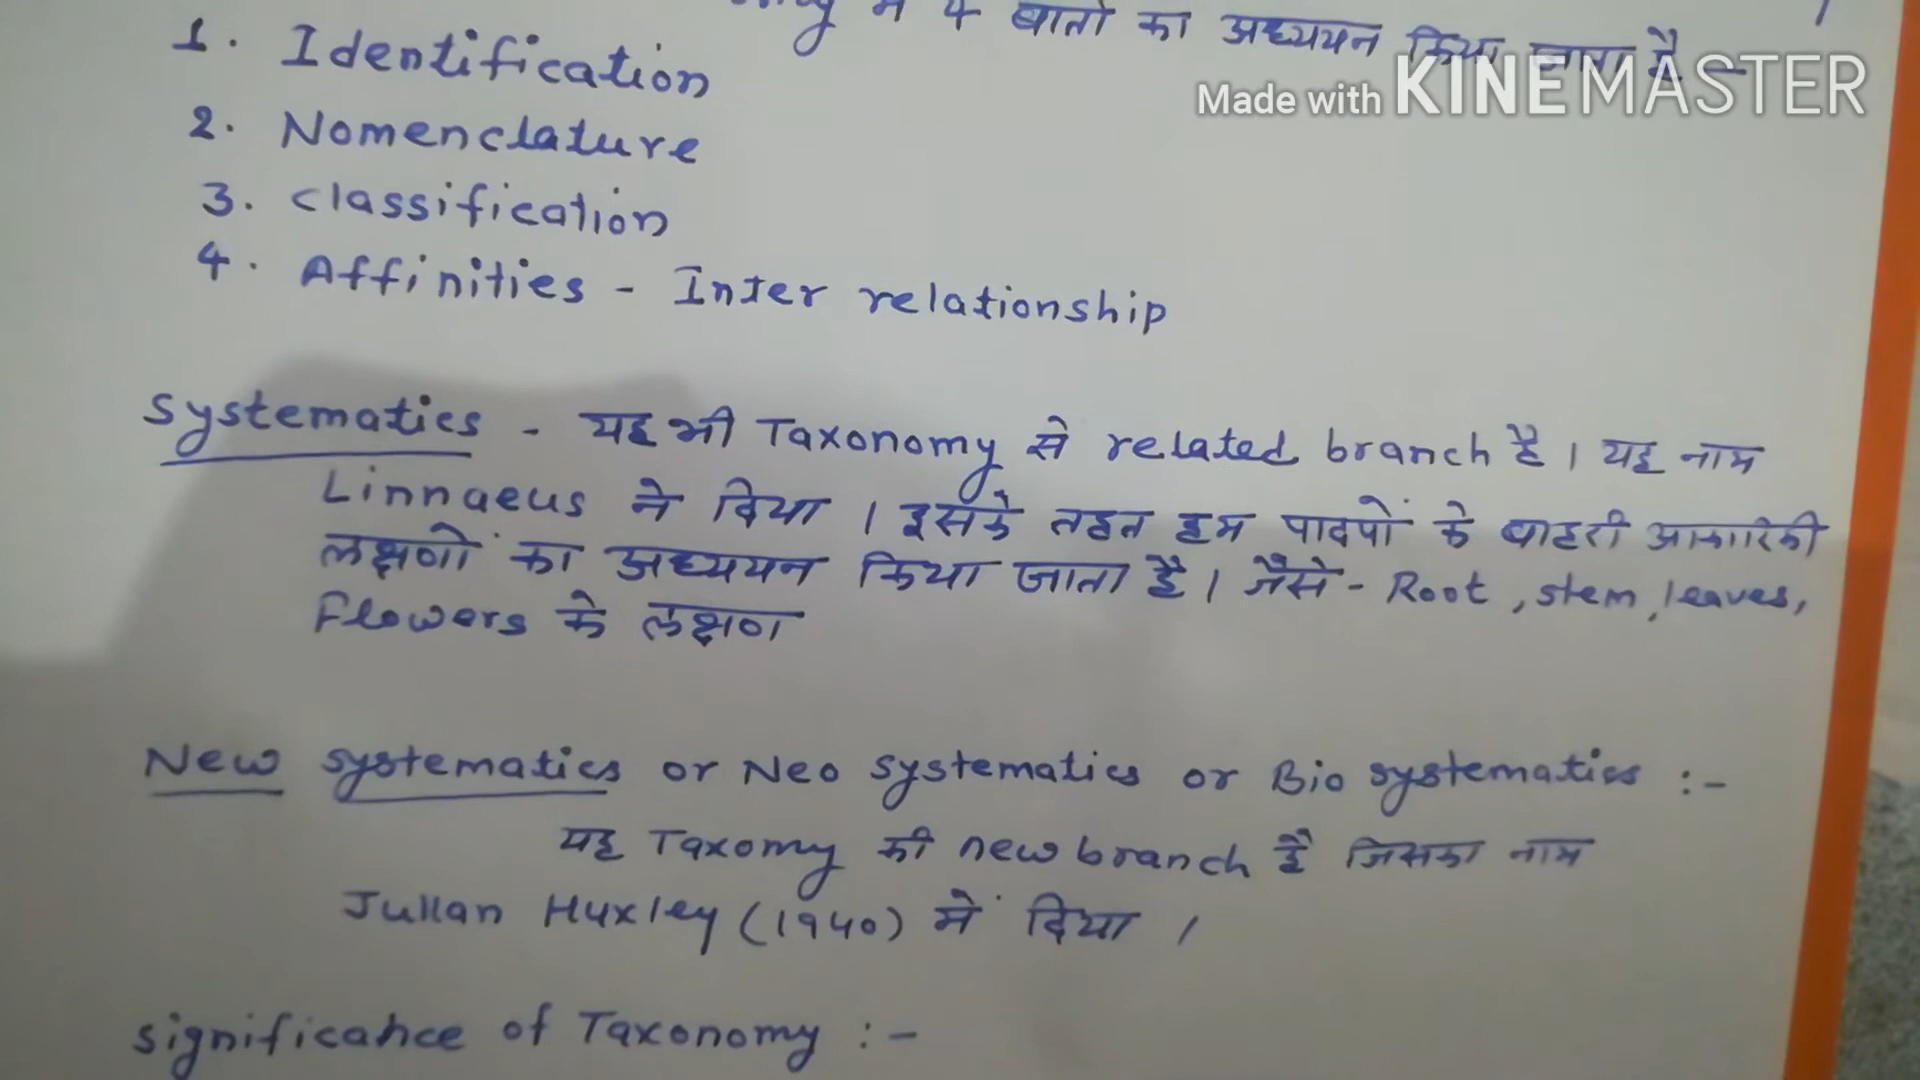 में 4 बातों का अध्ययन किया जाता है -
Made with KINEMASTER
1. Identification
2. Nomenclature
3. classification
4. Affinities - Inter relationship
Systematics - यह भी Taxonomy से related branch है। यह नाम
Linnaeus ने दिया । इसके तहत हम पादपों के बाहरी आकारिकी
लक्षणों का अध्ययन किया जाता है। जैसे - Root, stem, leaves,
Flowers के लक्षण
New systematics or Neo systematics or Bio systematics :-
यह Taxomy की new branch है जिसका नाम
Jullan Huxley (1940) में दिया ।
significance of Taxonomy :-